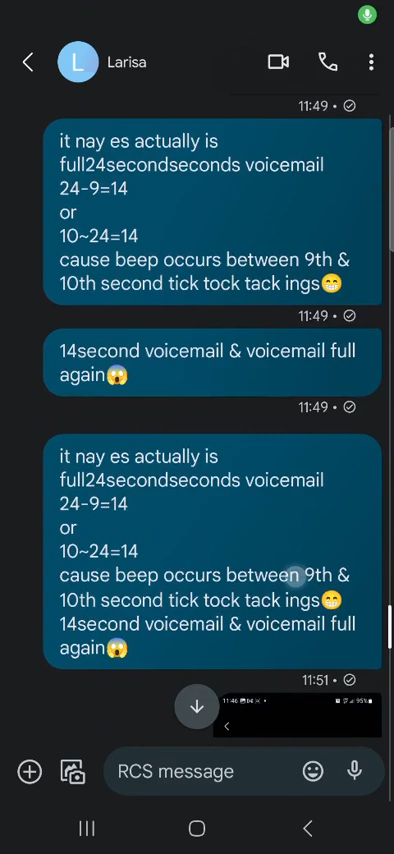 Larisa
11:49 •
it nay es actually is
full24secondseconds voicemail
24-9=14
or
10~24=14
cause beep occurs between 9th &
10th second tick tock tack ings😁
11:49 •
14second voicemail & voicemail full
again😱
11:49 •
it nay es actually is
full24secondseconds voicemail
24-9=14
or
10~24=14
cause beep occurs between 9th &
10th second tick tock tack ings😁
14second voicemail & voicemail full
again😱
11:51 •
11:46
95%
RCS message